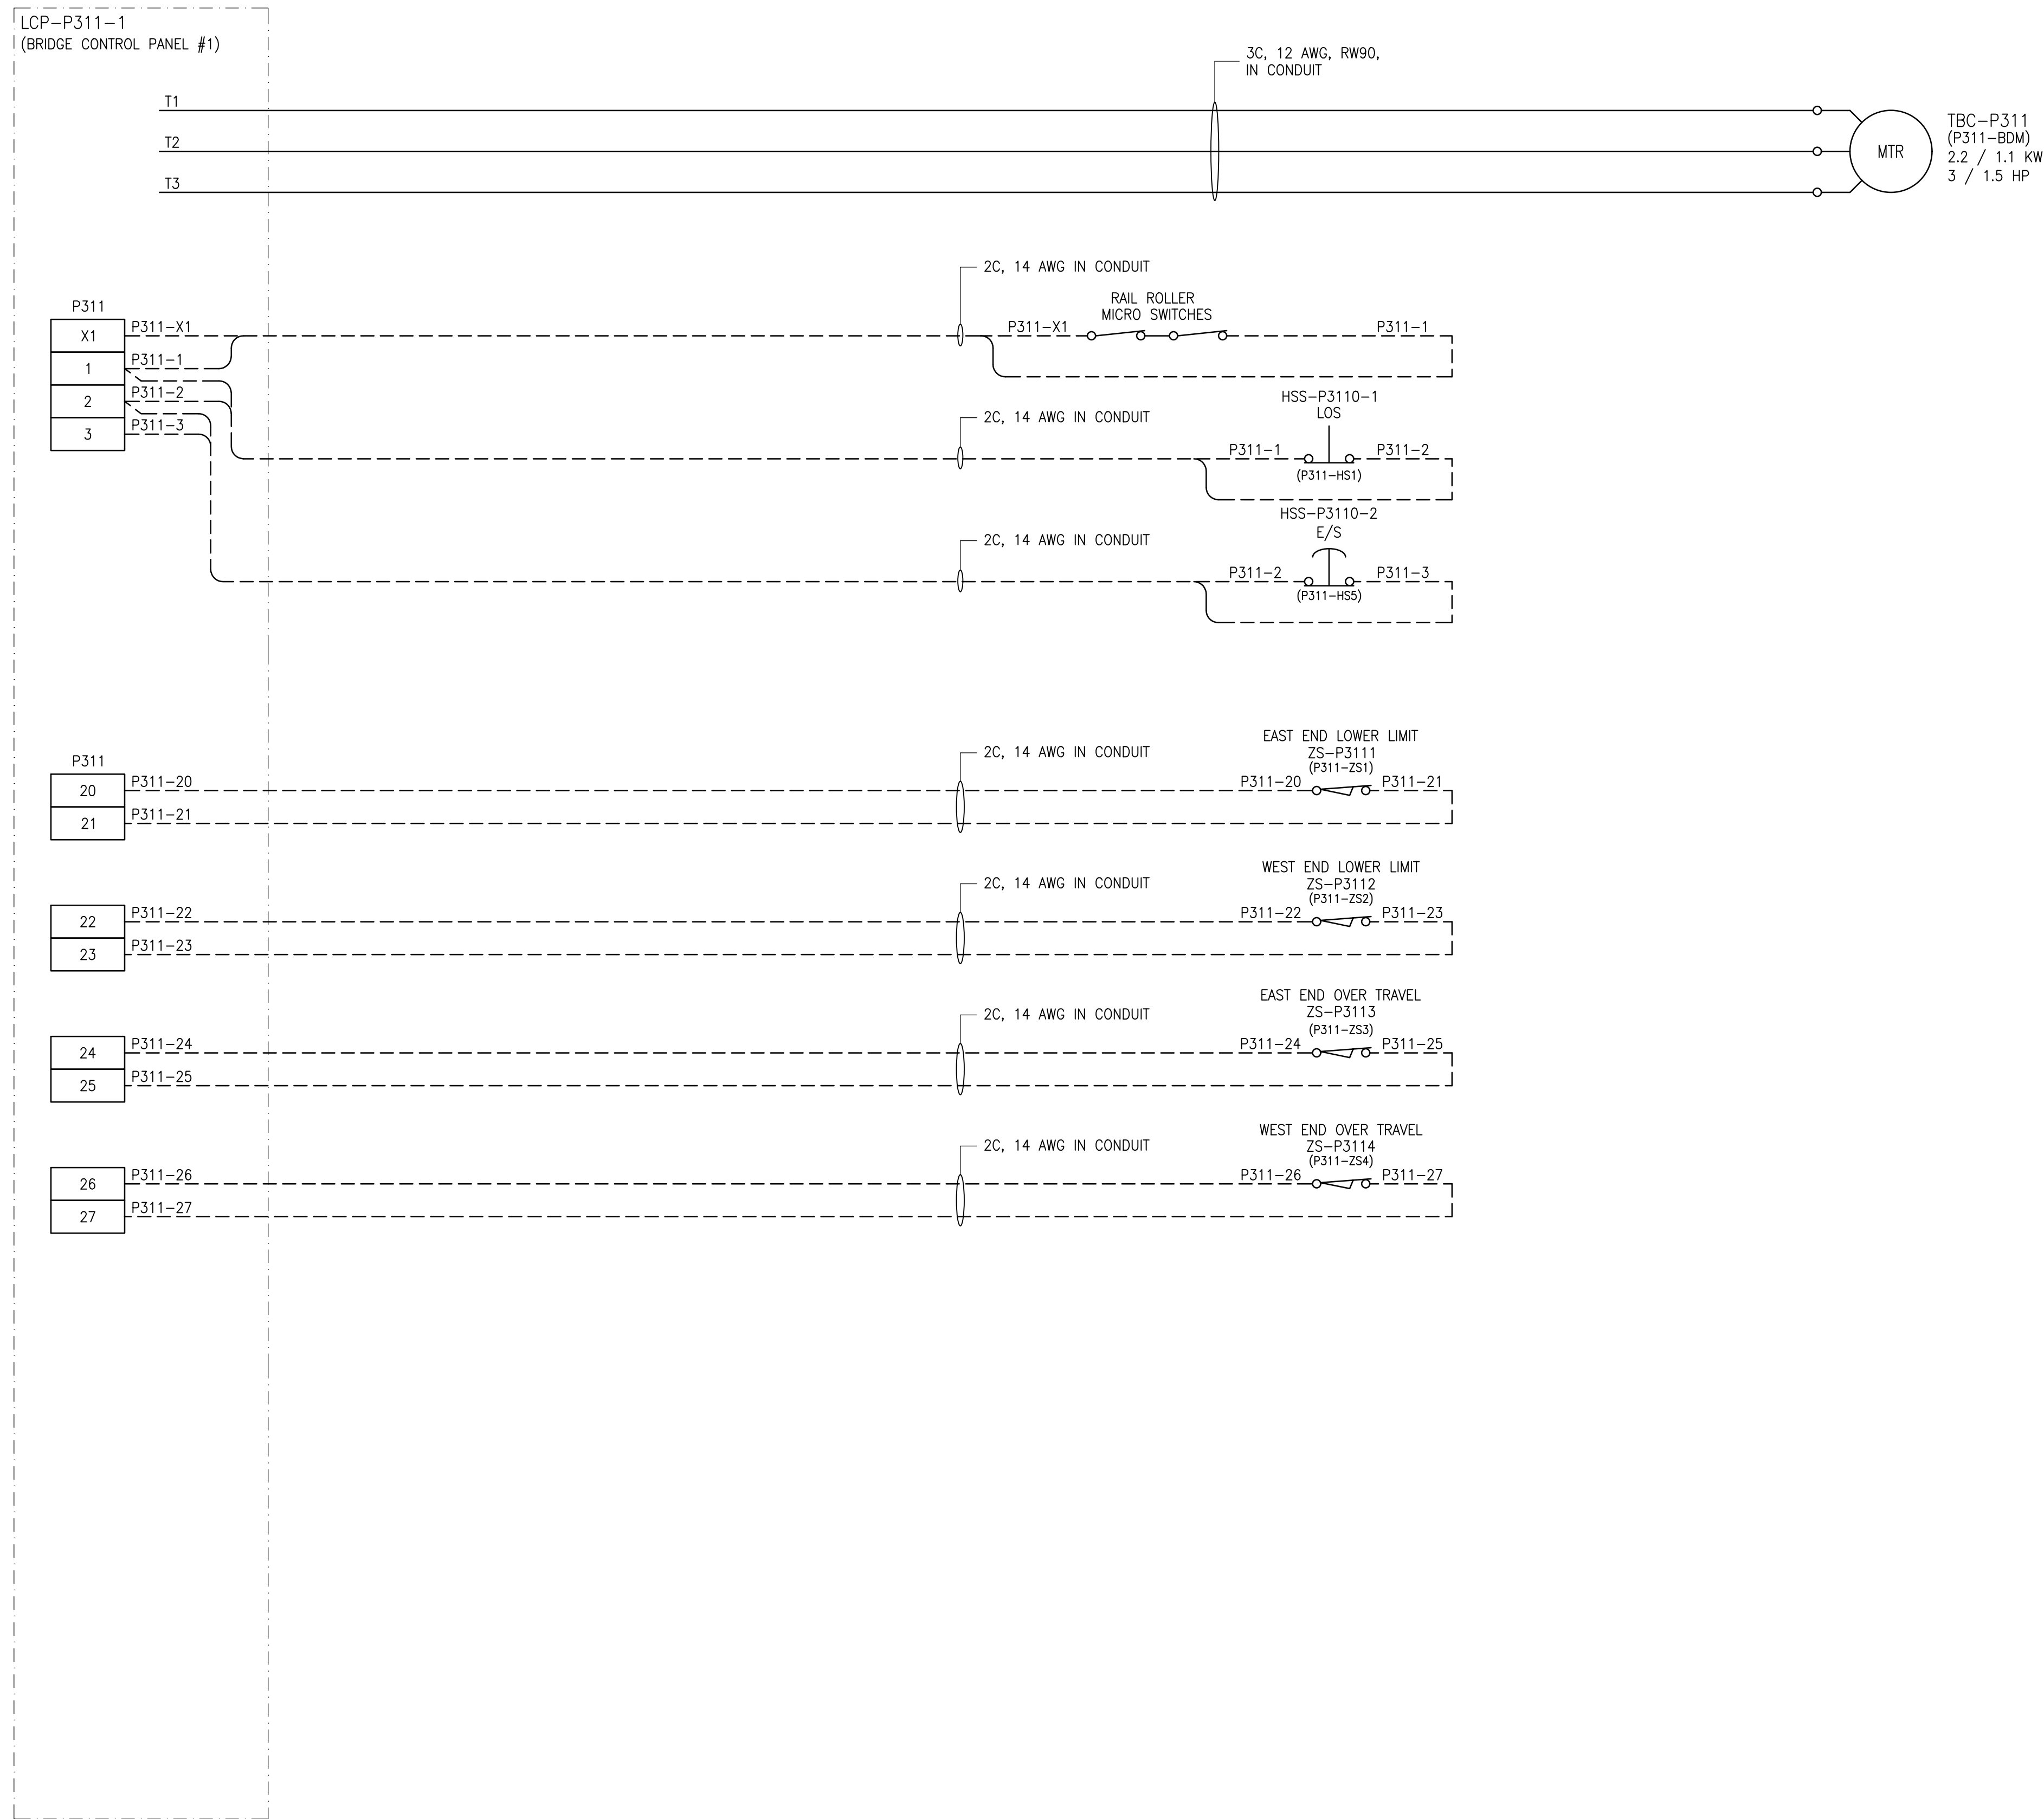 LCP-P311-1
(BRIDGE CONTROL PANEL #1)
3C, 12 AWG, RW90,
IN CONDUIT
T1
T2
T3
MTR
TBC-P311
(P311-BDM)
2.2 / 1.1 KW
3 / 1.5 HP
2C, 14 AWG IN CONDUIT
RAIL ROLLER
MICRO SWITCHES
P311
X1
P311-X1
P311-X1
P311-1
1
P311-1
2
P311-2
3
P311-3
2C, 14 AWG IN CONDUIT
HSS-P3110-1
LOS
P311-1
P311-2
(P311-HS1)
2C, 14 AWG IN CONDUIT
HSS-P3110-2
E/S
P311-2
P311-3
(P311-HS5)
2C, 14 AWG IN CONDUIT
EAST END LOWER LIMIT
ZS-P3111
(P311-ZS1)
P311
20
P311-20
P311-20
P311-21
21
P311-21
2C, 14 AWG IN CONDUIT
WEST END LOWER LIMIT
ZS-P3112
(P311-ZS2)
22
P311-22
P311-22
P311-23
23
P311-23
2C, 14 AWG IN CONDUIT
EAST END OVER TRAVEL
ZS-P3113
(P311-ZS3)
24
P311-24
P311-24
P311-25
25
P311-25
2C, 14 AWG IN CONDUIT
WEST END OVER TRAVEL
ZS-P3114
(P311-ZS4)
26
P311-26
P311-26
P311-27
27
P311-27